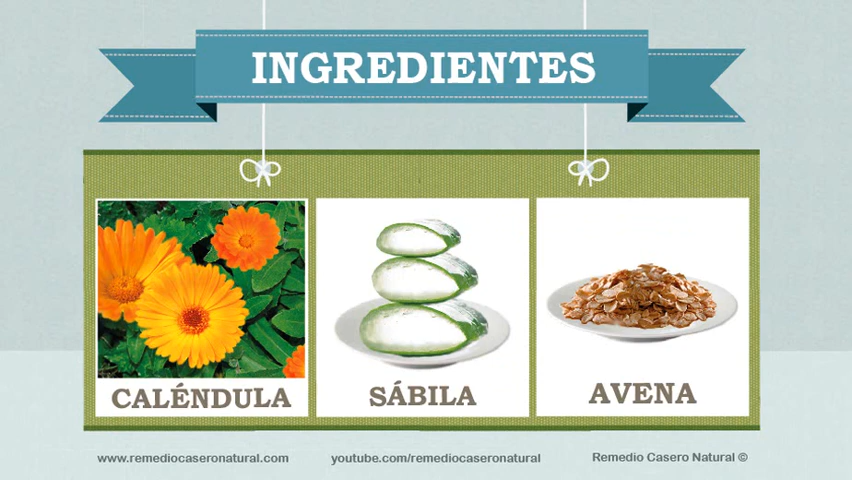 INGREDIENTES
CALÉNDULA
SÁBILA
AVENA
www.remediocaseronatural.com
youtube.com/remediocaseronatural
Remedio Casero Natural ©